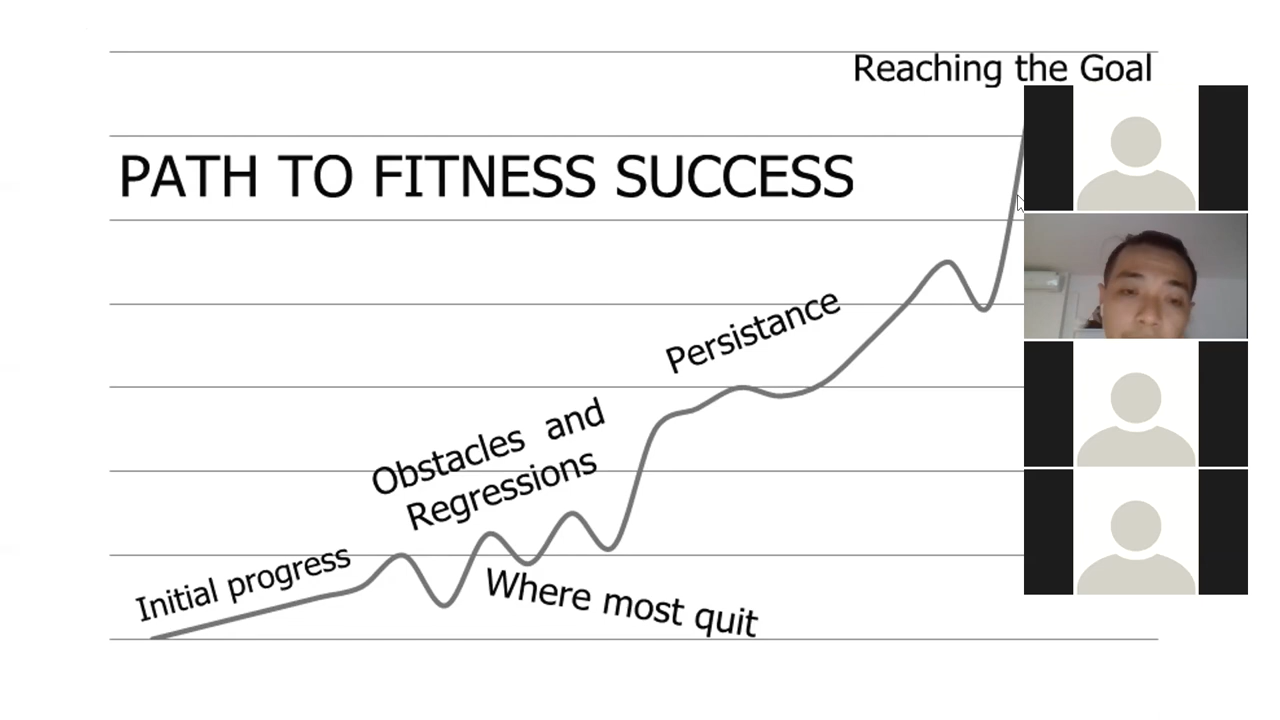 Reaching the Goal
PATH TO FITNESS SUCCESS
Persistance
Obstacles and
Regressions
Initial progress
Where most quit